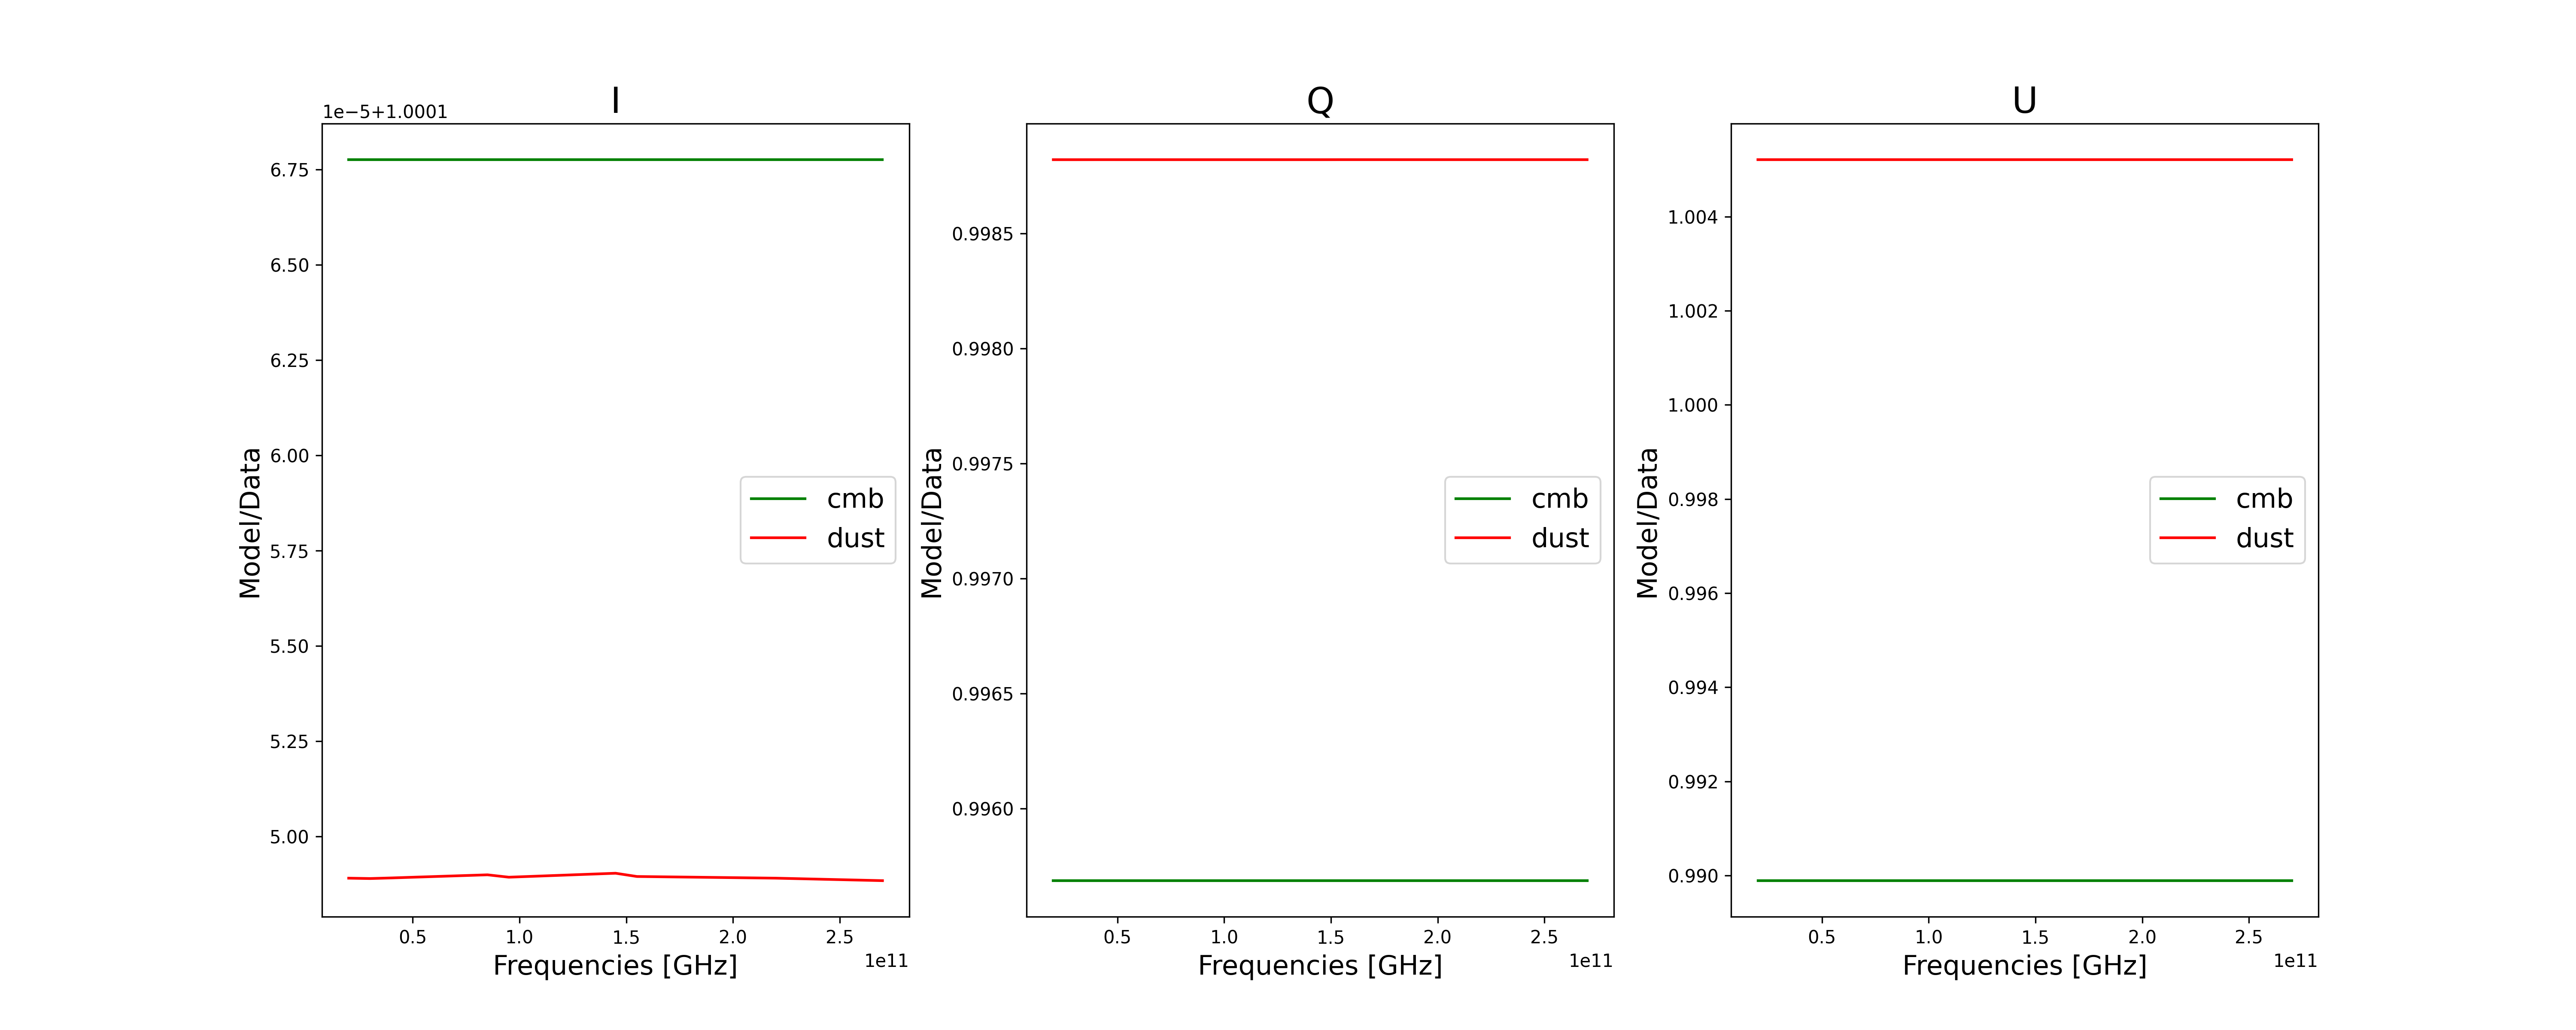 I
1e−5+1.0001
6.75
6.50
6.25
6.00
5.75
5.50
5.25
5.00
Model/Data
cmb
dust
0.5 1.0 1.5 2.0 2.5
1e11
Frequencies [GHz]
Q
0.9985
0.9980
0.9975
0.9970
0.9965
0.9960
Model/Data
cmb
dust
0.5 1.0 1.5 2.0 2.5
1e11
Frequencies [GHz]
U
1.004
1.002
1.000
0.998
0.996
0.994
0.992
0.990
Model/Data
cmb
dust
0.5 1.0 1.5 2.0 2.5
1e11
Frequencies [GHz]